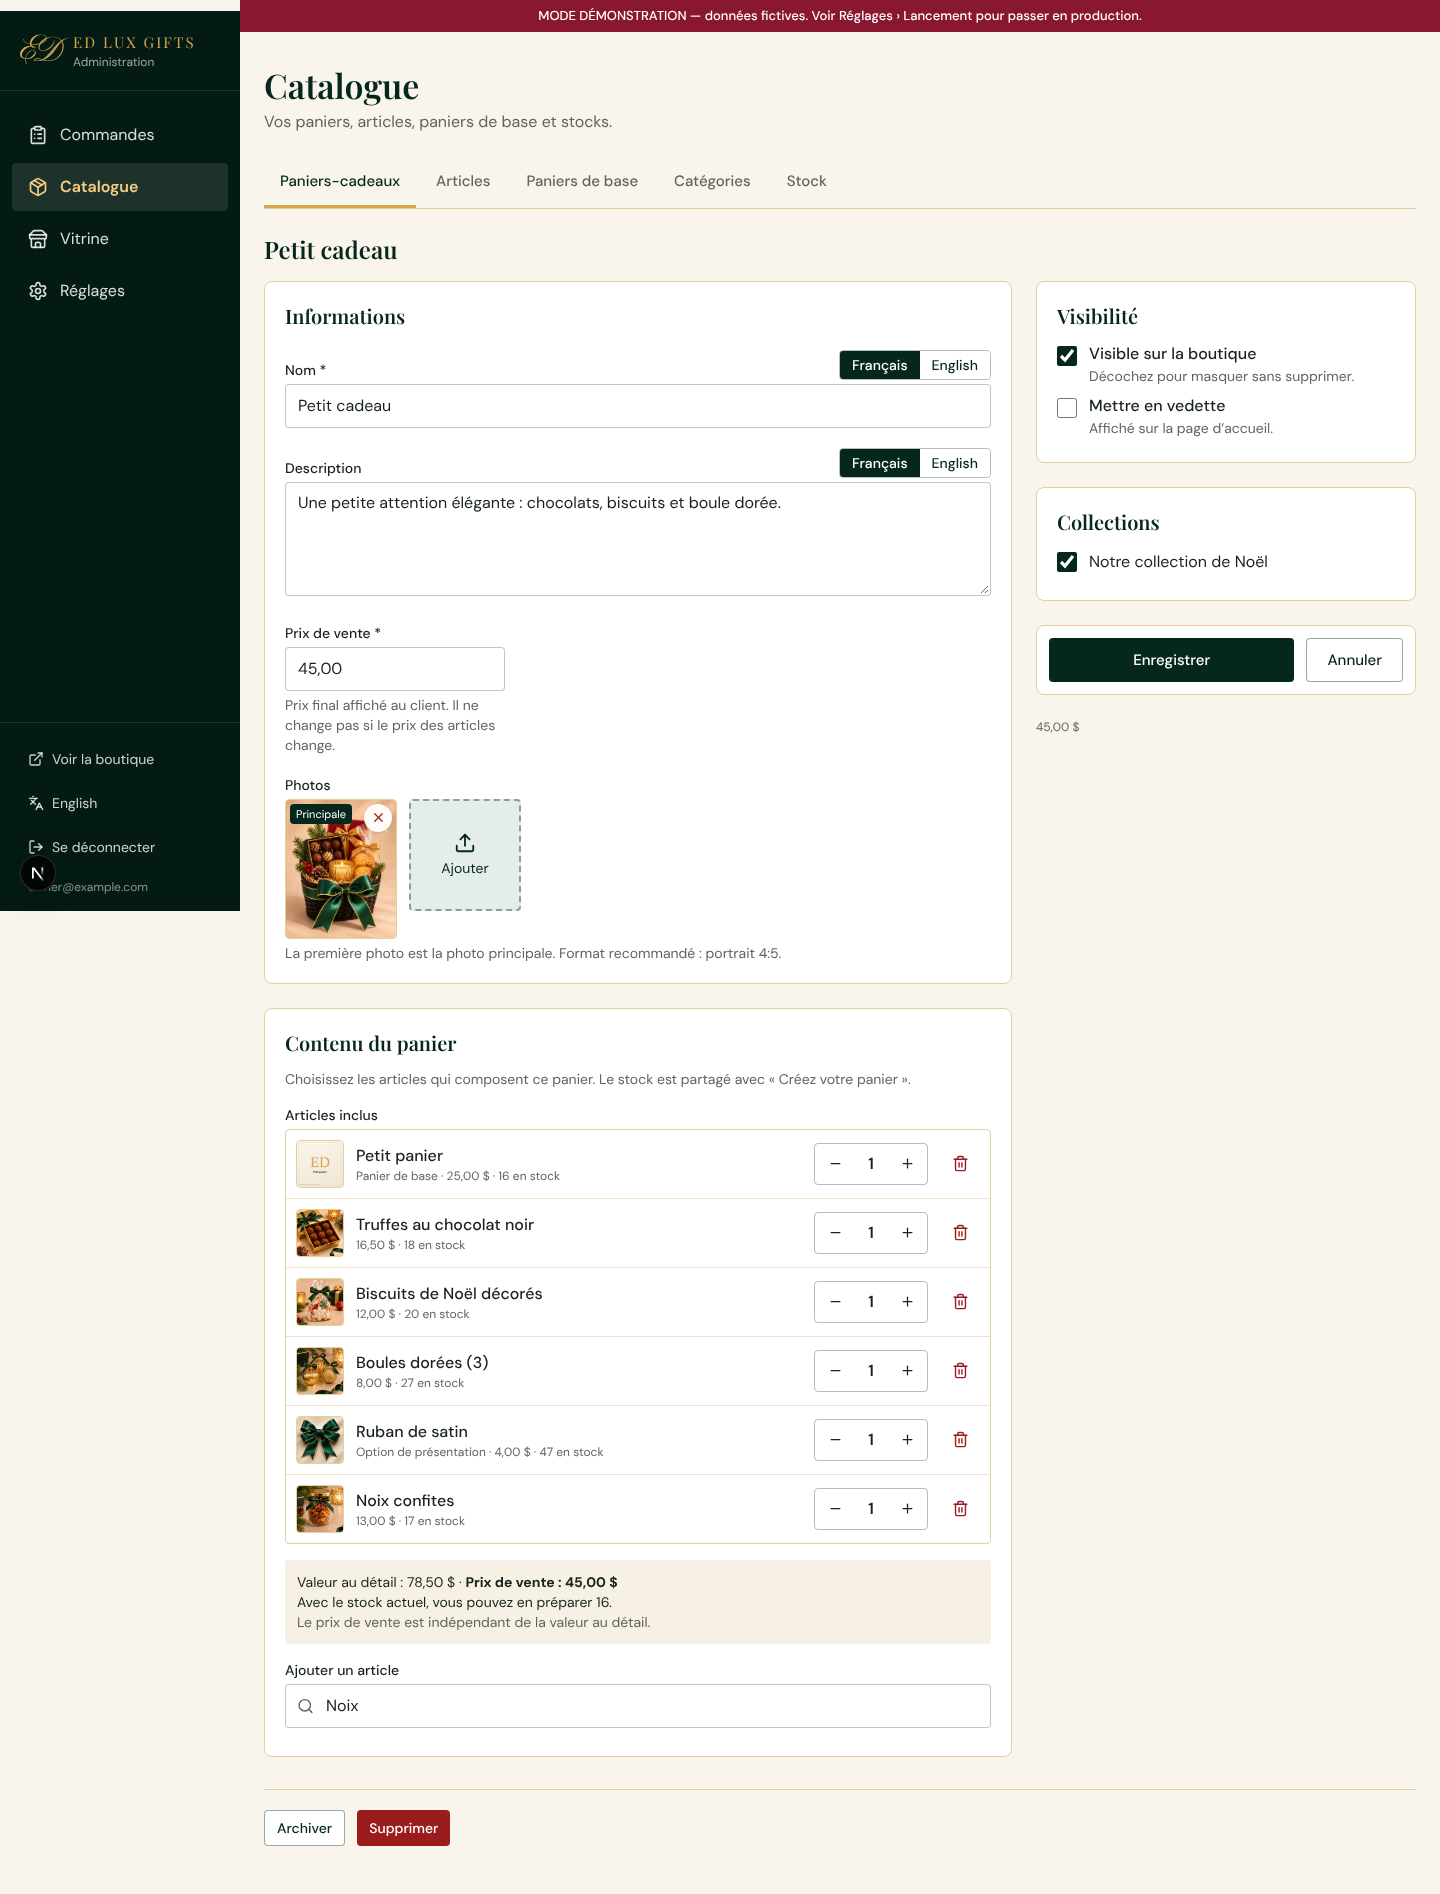 MODE DÉMONSTRATION — données fictives. Voir Réglages › Lancement pour passer en production.
ED ED LUX GIFTS
Administration
Commandes
Catalogue
Vitrine
Réglages
Voir la boutique
English
Se déconnecter
er@example.com
Catalogue
Vos paniers, articles, paniers de base et stocks.
Paniers-cadeaux Articles Paniers de base Catégories Stock
Petit cadeau
Informations
Nom * Français English
Petit cadeau
Description Français English
Une petite attention élégante : chocolats, biscuits et boule dorée.
Prix de vente *
45,00
Prix final affiché au client. Il ne
change pas si le prix des articles
change.
Photos
Principale
Ajouter
La première photo est la photo principale. Format recommandé : portrait 4:5.
Visibilité
Visible sur la boutique
Décochez pour masquer sans supprimer.
Mettre en vedette
Affiché sur la page d’accueil.
Collections
Notre collection de Noël
Enregistrer Annuler
45,00 $
Contenu du panier
Choisissez les articles qui composent ce panier. Le stock est partagé avec « Créez votre panier ».
Articles inclus
ED
Petit panier
Panier de base · 25,00 $ · 16 en stock
− 1 +
Truffes au chocolat noir
16,50 $ · 18 en stock
− 1 +
Biscuits de Noël décorés
12,00 $ · 20 en stock
− 1 +
Boules dorées (3)
8,00 $ · 27 en stock
− 1 +
Ruban de satin
Option de présentation · 4,00 $ · 47 en stock
− 1 +
Noix confites
13,00 $ · 17 en stock
− 1 +
Valeur au détail : 78,50 $ · Prix de vente : 45,00 $
Avec le stock actuel, vous pouvez en préparer 16.
Le prix de vente est indépendant de la valeur au détail.
Ajouter un article
Noix
Archiver Supprimer